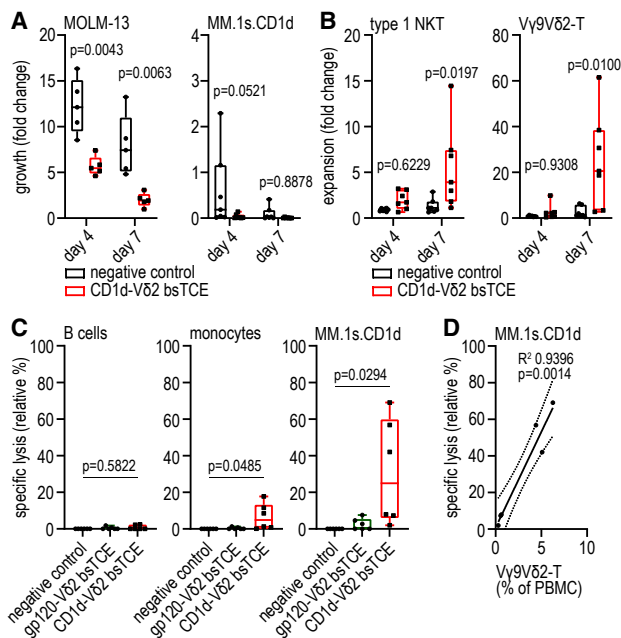 A
MOLM-13
MM.1s.CD1d
growth (fold change)
20
15
10
5
0
p=0.0043
p=0.0063
day 4
day 7
4
3
2
1
0
p=0.0521
p=0.8878
day 4
day 7
negative control
CD1d-Vδ2 bsTCE
B
type 1 NKT
Vγ9Vδ2-T
expansion (fold change)
20
15
10
5
0
p=0.0197
p=0.6229
day 4
day 7
80
60
40
20
0
p=0.0100
p=0.9308
day 4
day 7
negative control
CD1d-Vδ2 bsTCE
C
B cells
monocytes
MM.1s.CD1d
specific lysis (relative %)
100
80
60
40
20
0
p=0.5822
negative control
gp120-Vδ2 bsTCE
CD1d-Vδ2 bsTCE
100
80
60
40
20
0
p=0.0485
negative control
gp120-Vδ2 bsTCE
CD1d-Vδ2 bsTCE
100
80
60
40
20
0
p=0.0294
negative control
gp120-Vδ2 bsTCE
CD1d-Vδ2 bsTCE
D
MM.1s.CD1d
specific lysis (relative %)
100
80
60
40
20
0
R² 0.9396
p=0.0014
0
5
10
Vγ9Vδ2-T
(% of PBMC)